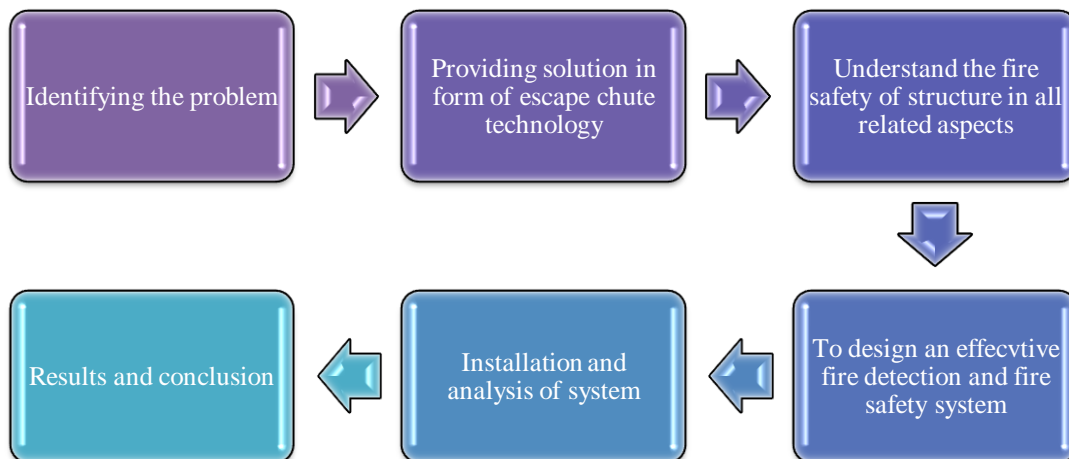 Identifying the problem
Providing solution in
form of escape chute
technology
Understand the fire
safety of structure in all
related aspects
To design an effecvtive
fire detection and fire
safety system
Installation and
analysis of system
Results and conclusion